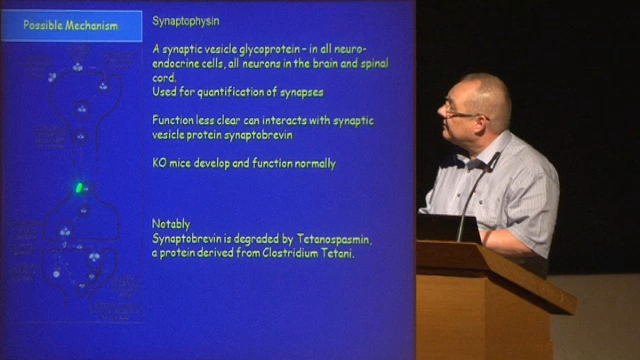 Possible Mechanism
Synaptophysin
A synaptic vesicle glycoprotein – in all neuro-
endocrine cells, all neurons in the brain and spinal
cord.
Used for quantification of synapses
Function less clear can interacts with synaptic
vesicle protein synaptobrevin
KO mice develop and function normally
Notably
Synaptobrevin is degraded by Tetanospasmin,
a protein derived from Clostridium Tetani.